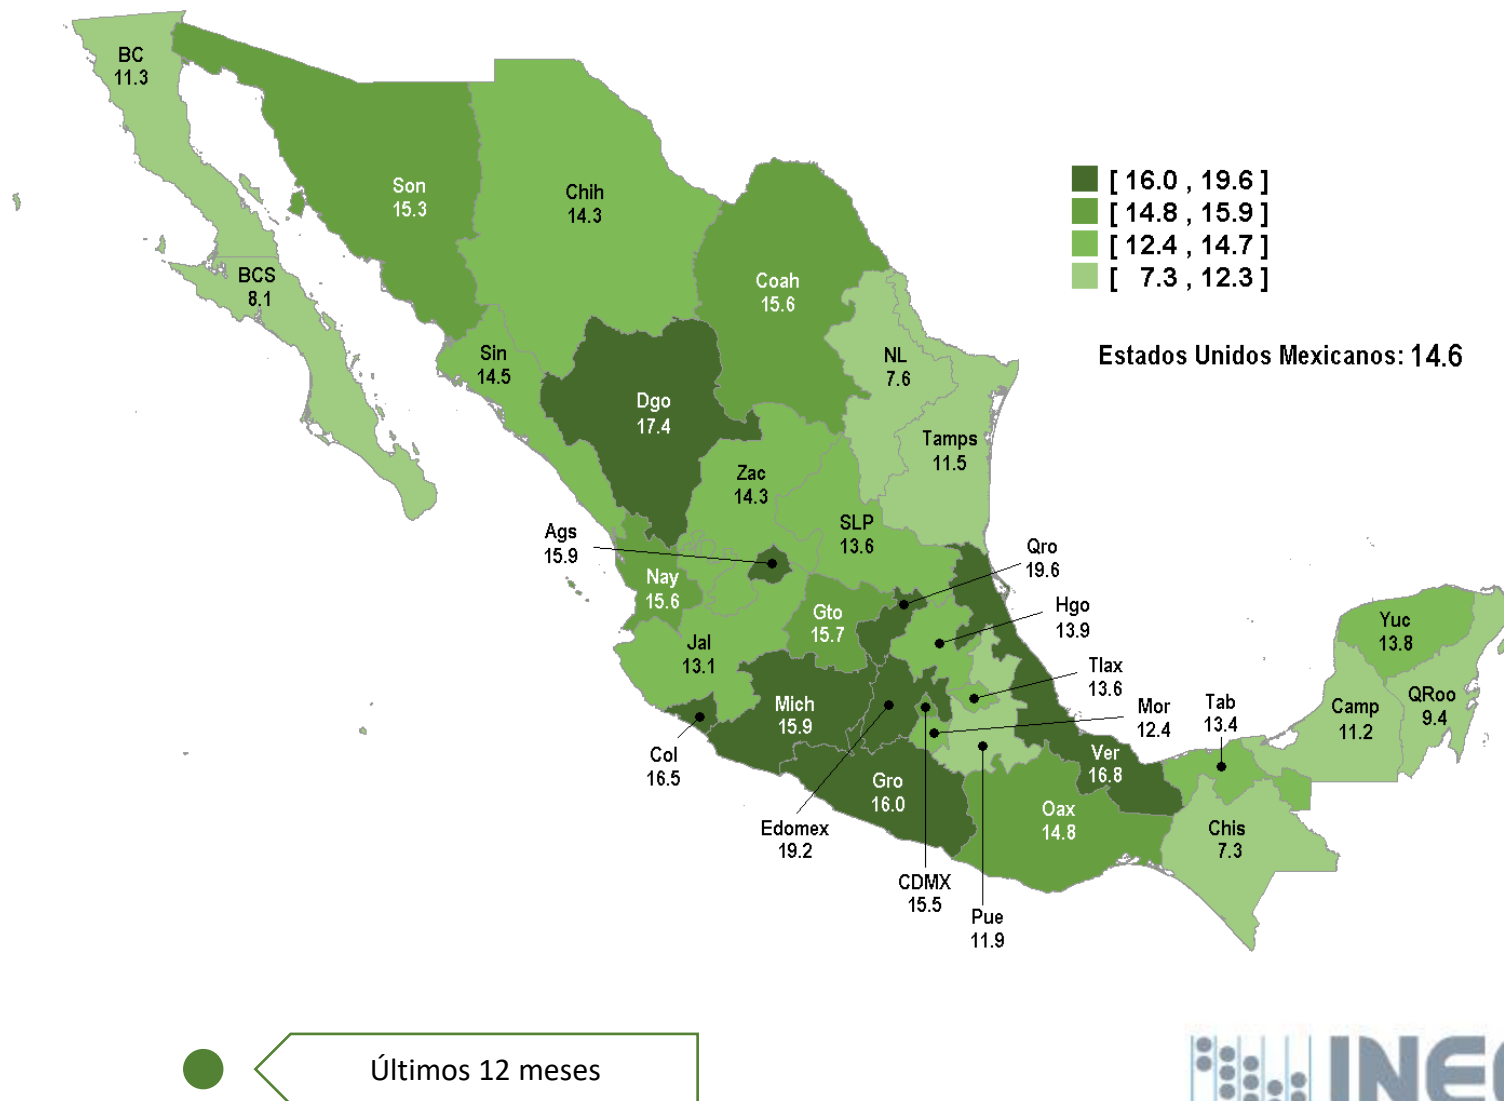 BC
11.3
Son
15.3
Chih
14.3
[ 16.0 , 19.6 ]
[ 14.8 , 15.9 ]
[ 12.4 , 14.7 ]
[ 7.3 , 12.3 ]
BCS
8.1
Coah
15.6
Estados Unidos Mexicanos: 14.6
Sin
14.5
NL
7.6
Dgo
17.4
Tamps
11.5
Zac
14.3
SLP
13.6
Ags
15.9
Qro
19.6
Nay
15.6
Gto
15.7
Hgo
13.9
Yuc
13.8
Jal
13.1
Tlax
13.6
Mich
15.9
Mor
12.4
Tab
13.4
Camp
11.2
QRoo
9.4
Col
16.5
Ver
16.8
Gro
16.0
Oax
14.8
Edomex
19.2
Chis
7.3
CDMX
15.5
Pue
11.9
Últimos 12 meses